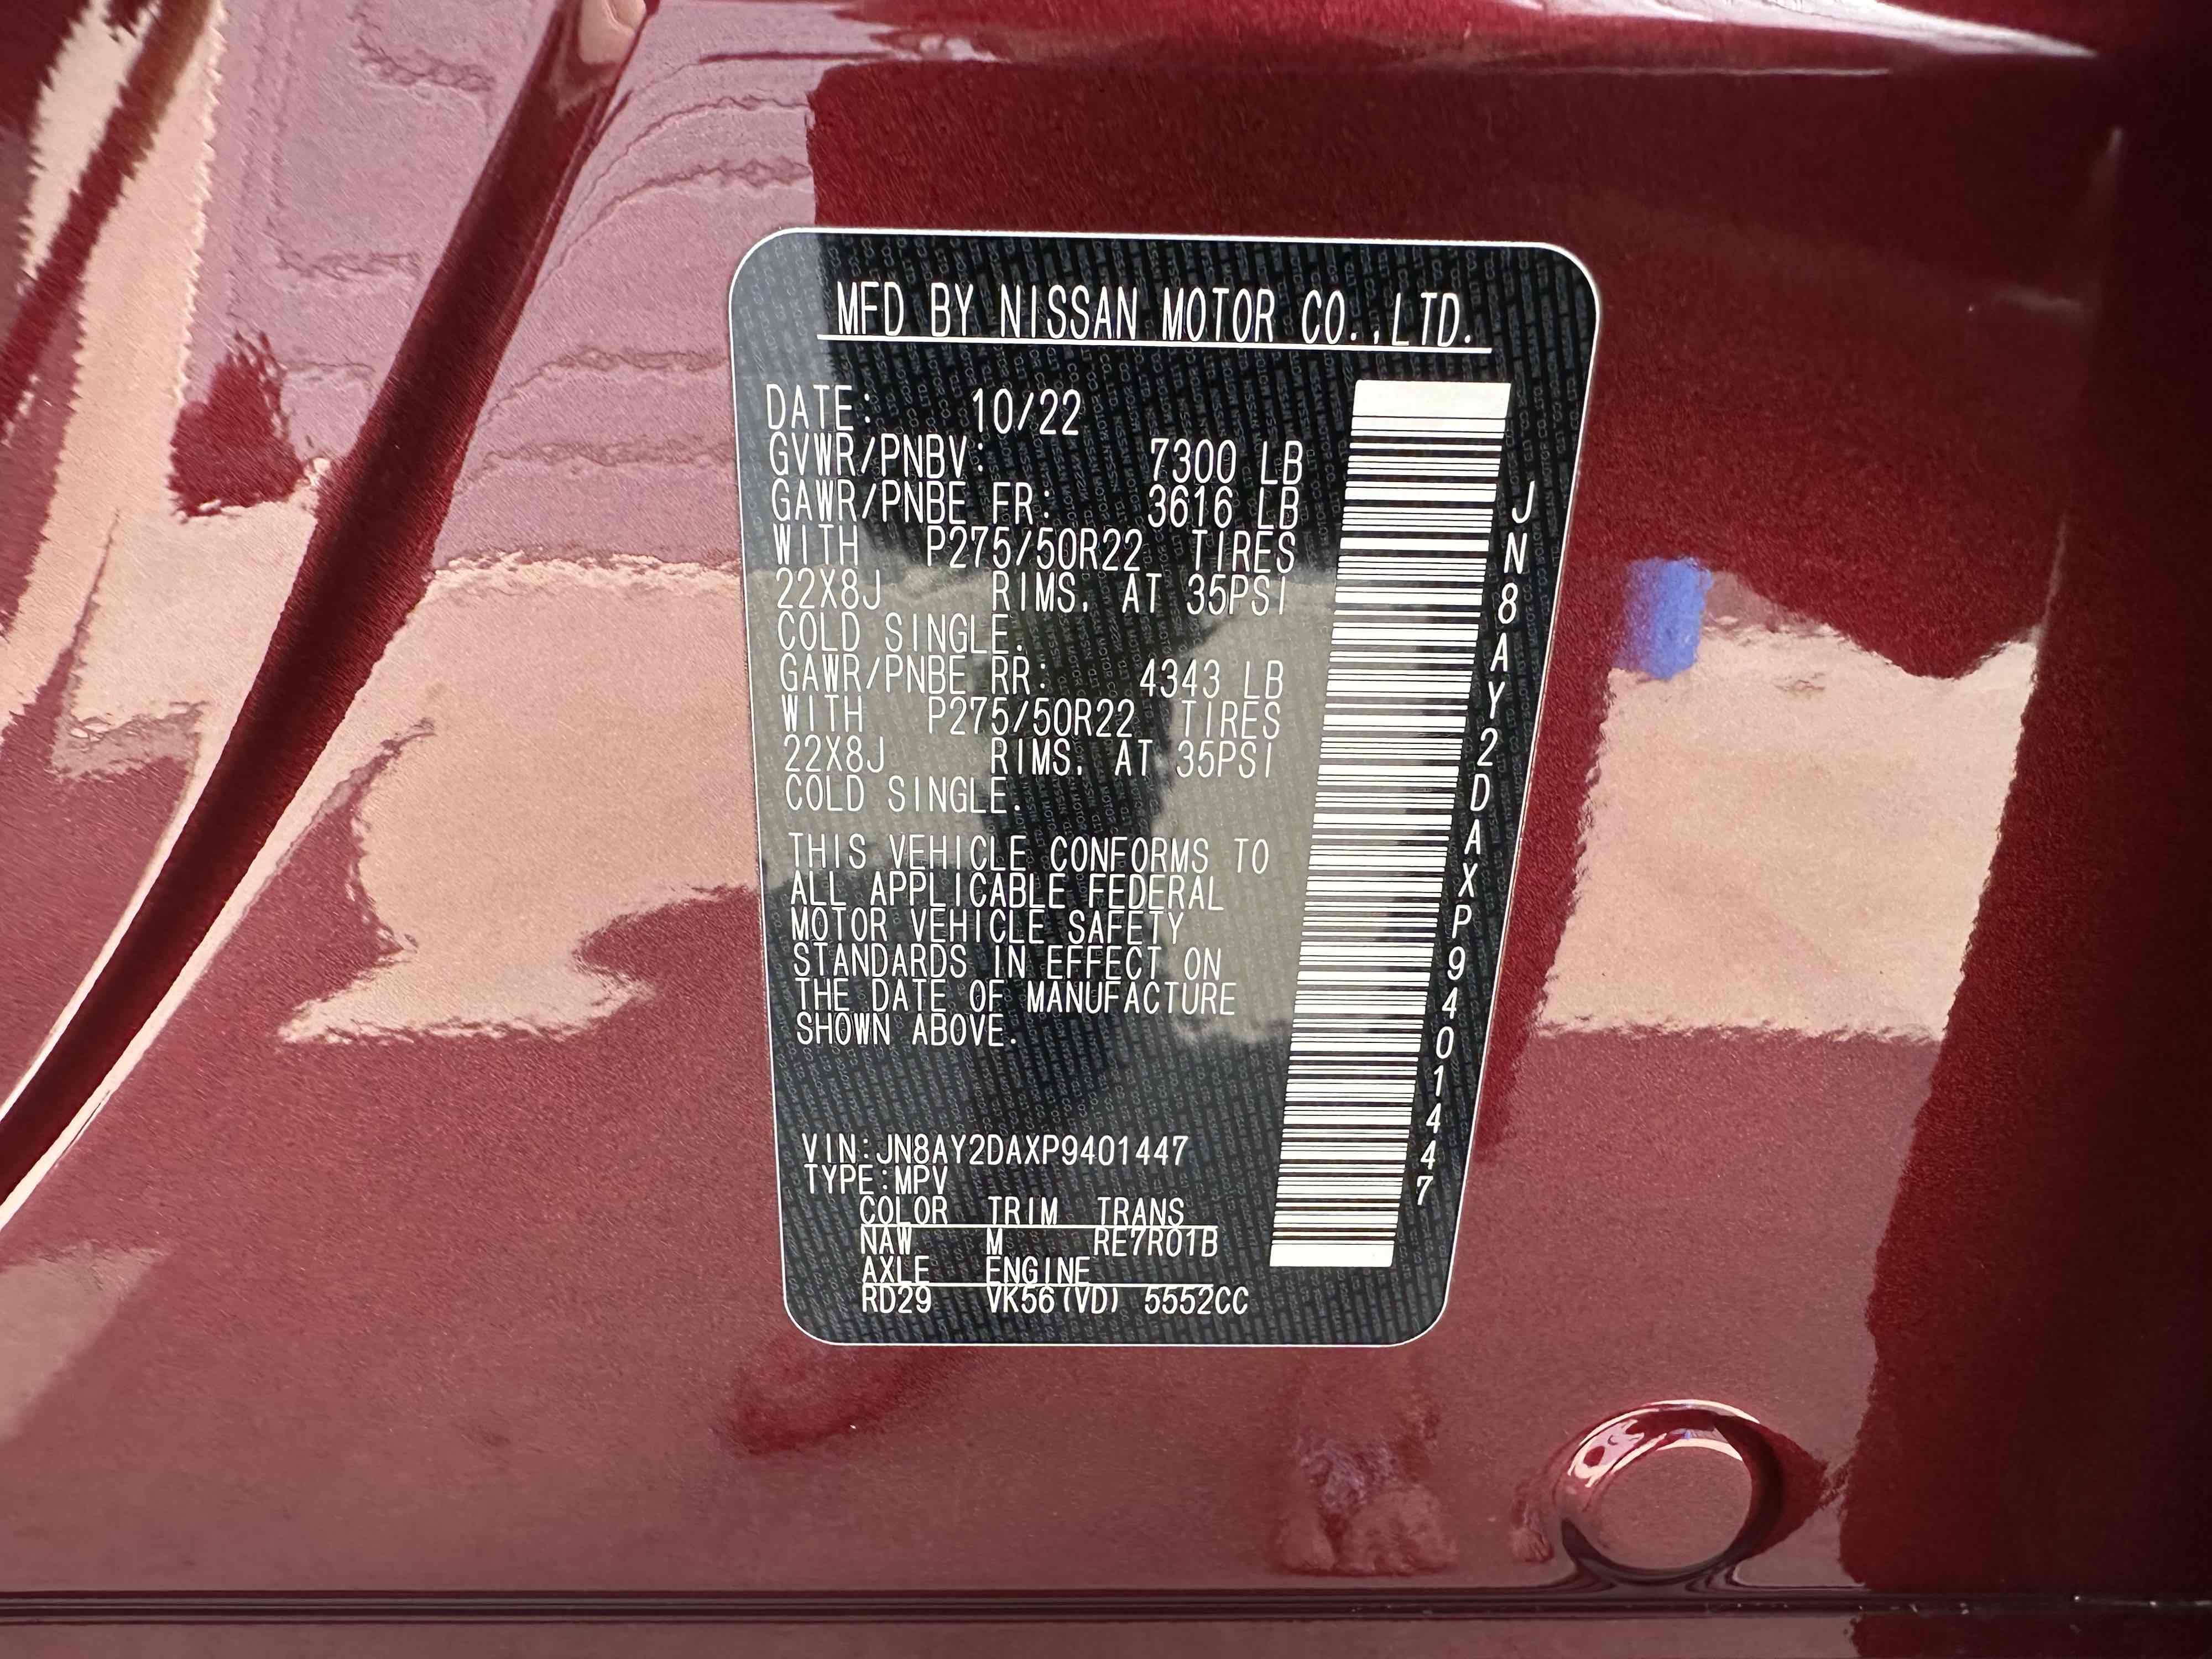 MFD BY NISSAN MOTOR CO.,LTD.
DATE: 10/22
GVWR/PNBV: 7300 LB
GAWR/PNBE FR: 3616 LB
WITH P275/50R22 TIRES
22X8J RIMS. AT 35PSI
COLD SINGLE.
GAWR/PNBE RR: 4343 LB
WITH P275/50R22 TIRES
22X8J RIMS. AT 35PSI
COLD SINGLE.
THIS VEHICLE CONFORMS TO
ALL APPLICABLE FEDERAL
MOTOR VEHICLE SAFETY
STANDARDS IN EFFECT ON
THE DATE OF MANUFACTURE
SHOWN ABOVE.
VIN:JN8AY2DAXP9401447
TYPE:MPV
COLOR TRIM TRANS
NAW M RE7R01B
AXLE ENGINE
RD29 VK56(VD) 5552CC
JN8AY2DAXP9401447